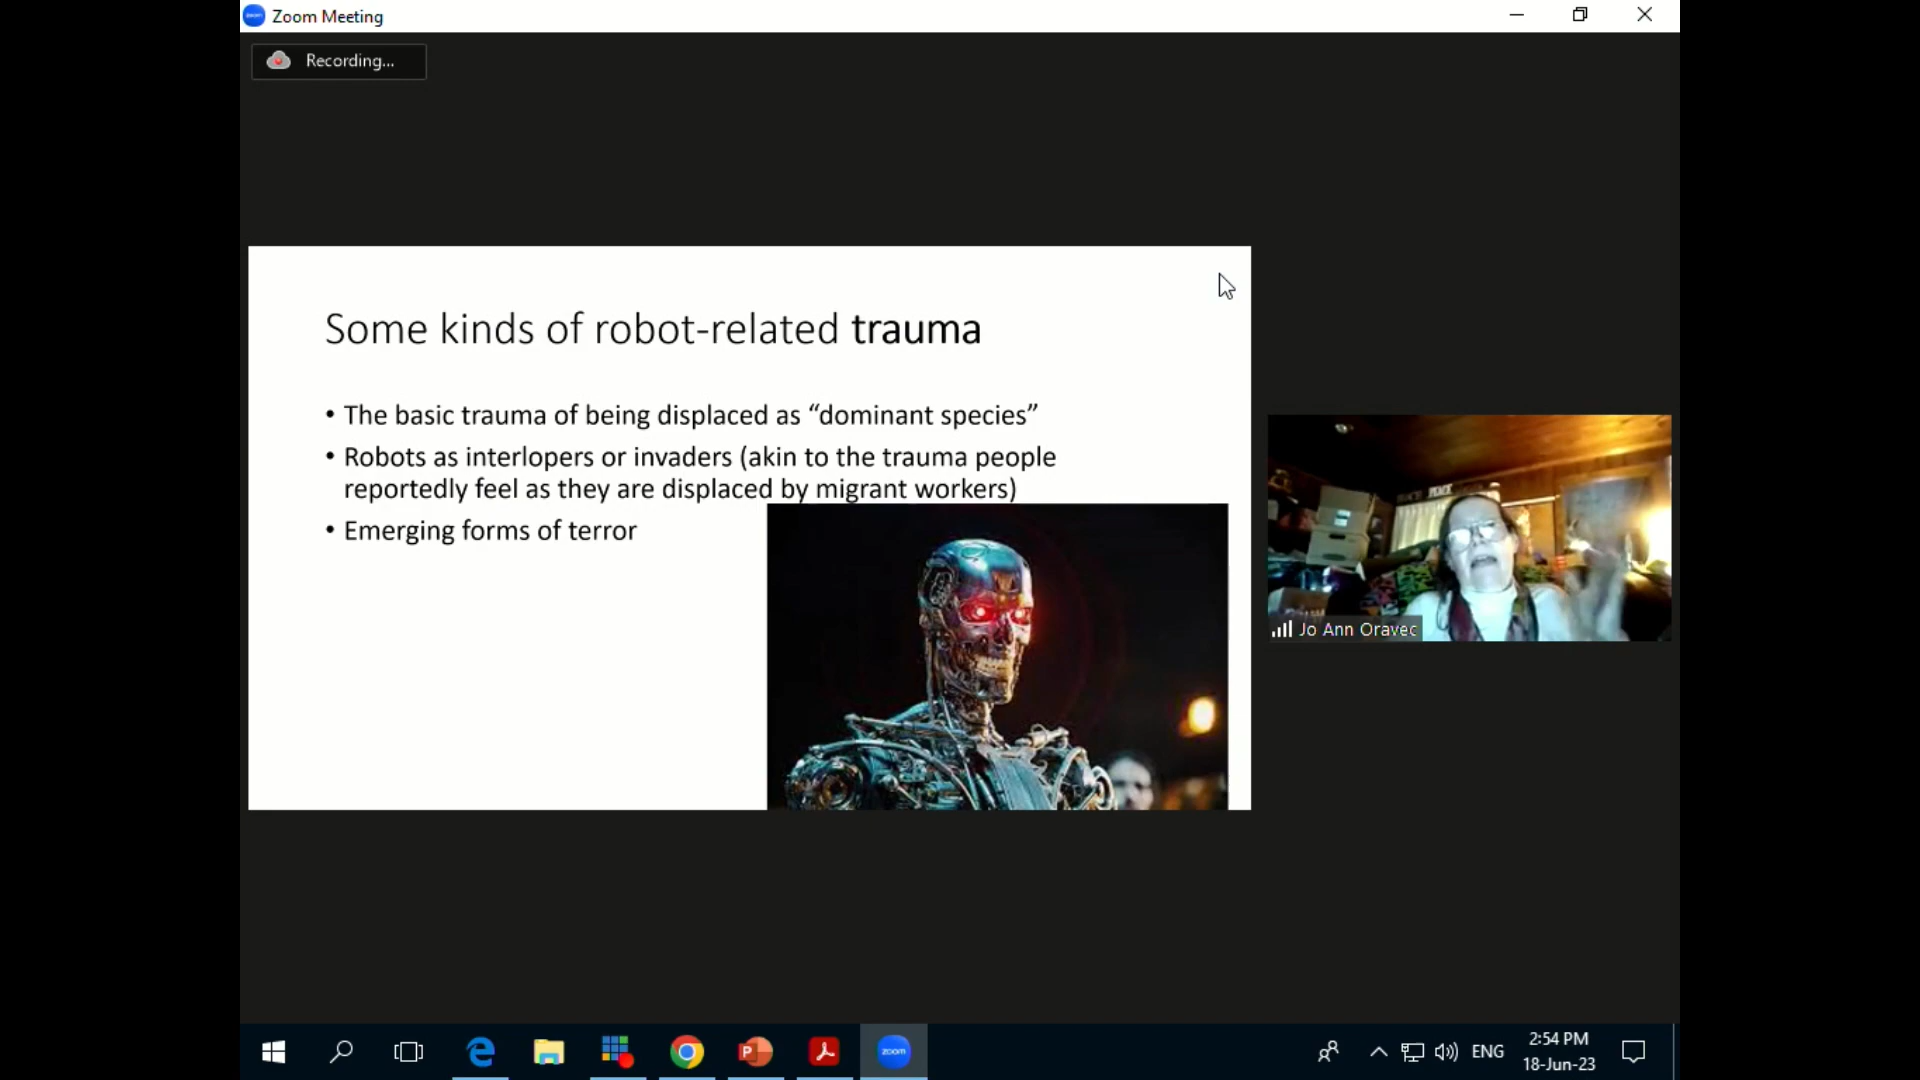 Zoom Meeting
Recording...
Some kinds of robot-related trauma
• The basic trauma of being displaced as “dominant species”
• Robots as interlopers or invaders (akin to the trauma people
reportedly feel as they are displaced by migrant workers)
• Emerging forms of terror
Jo Ann Oravec
zoom
ENG
2:54 PM
18-Jun-23